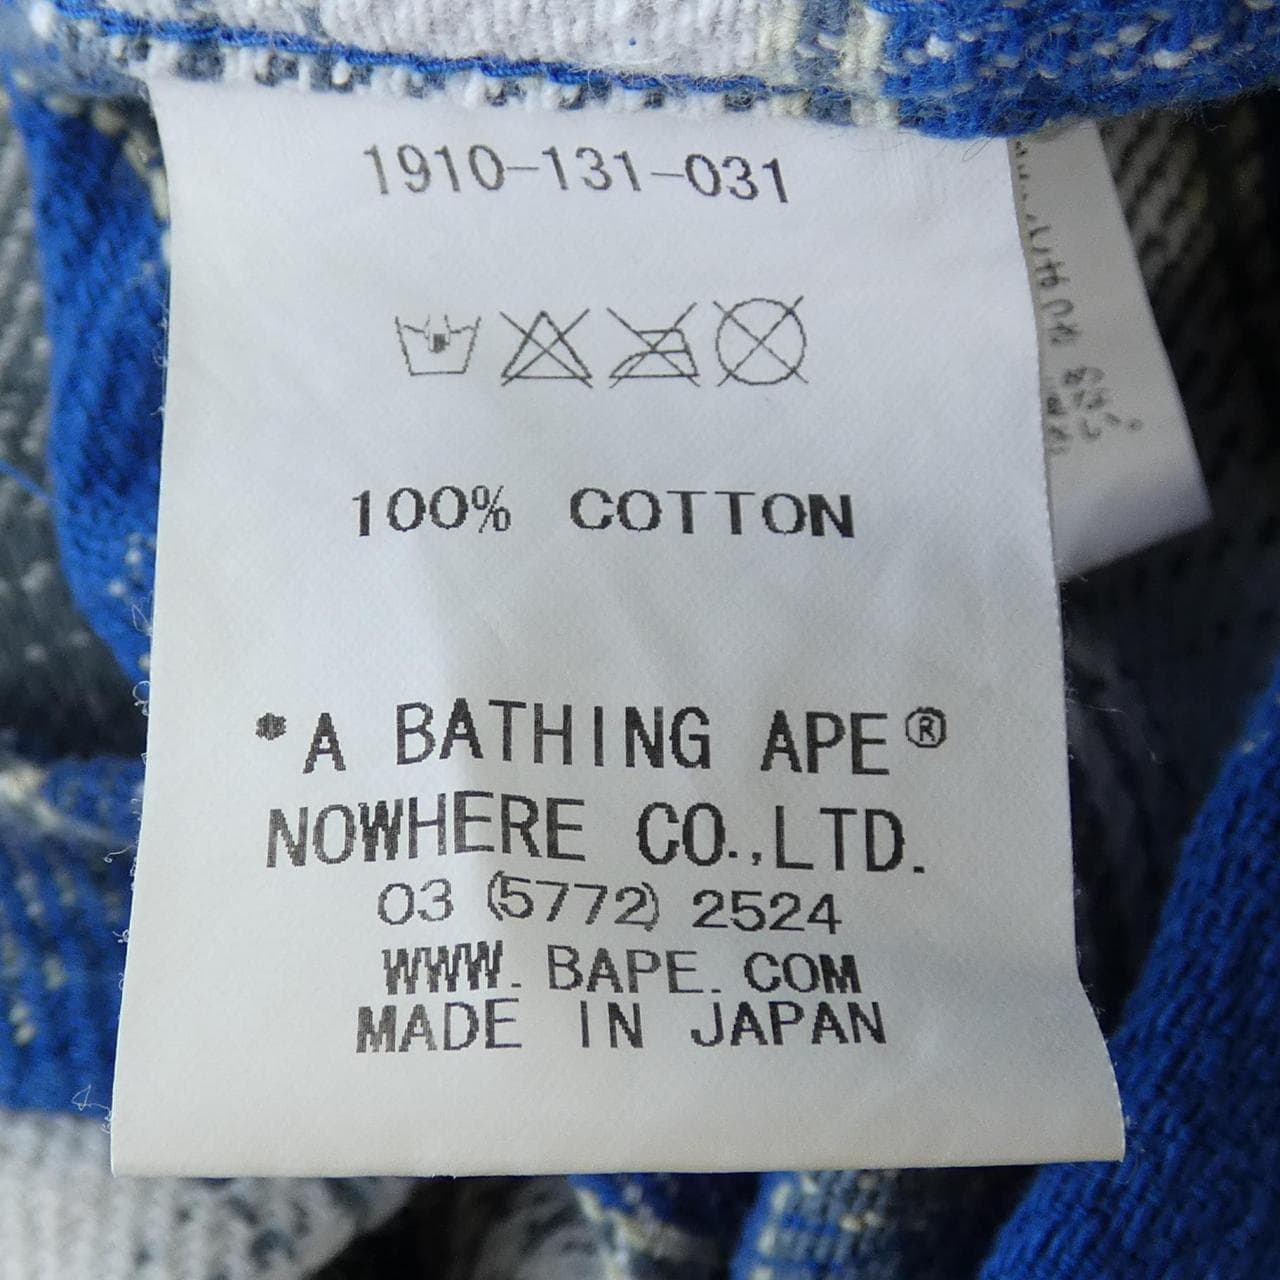 1910-131-031
100% COTTON
*A BATHING APE®
NOWHERE CO.,LTD.
03 (5772) 2524
WWW. BAPE. COM
MADE IN JAPAN